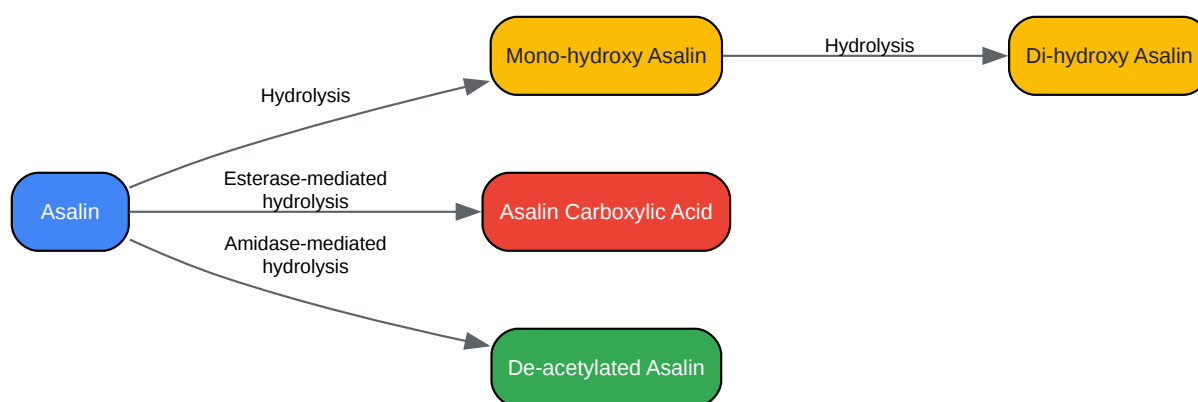 Mono-hydroxy Asalin
Hydrolysis
Di-hydroxy Asalin
Hydrolysis
Asalin
Esterase-mediated
hydrolysis
Asalin Carboxylic Acid
Amidase-mediated
hydrolysis
De-acetylated Asalin